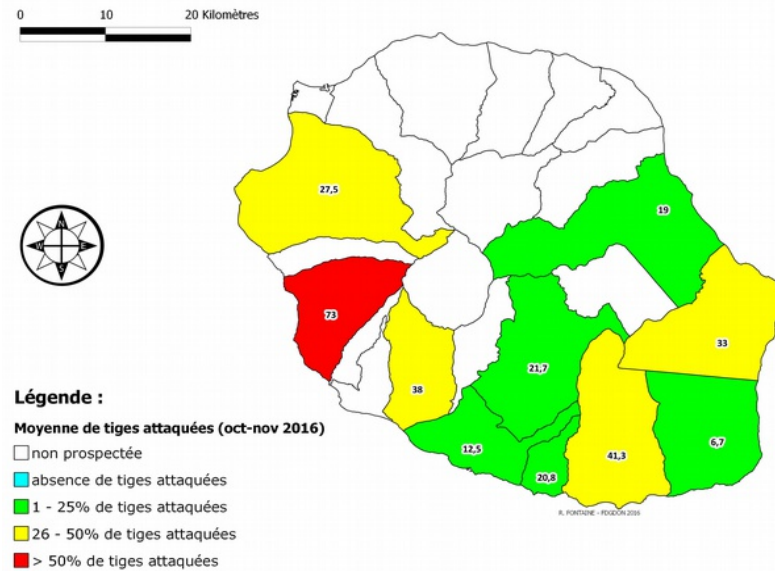 0 10 20 Kilomètres
27,5
19
N
W E
S
73
33
21,7
38
Légende :
Moyenne de tiges attaquées (oct-nov 2016)
non prospectée
absence de tiges attaquées
1 - 25% de tiges attaquées
26 - 50% de tiges attaquées
> 50% de tiges attaquées
12,5
6,7
41,3
20,8
R. FONTAINE - FDGDON 2016